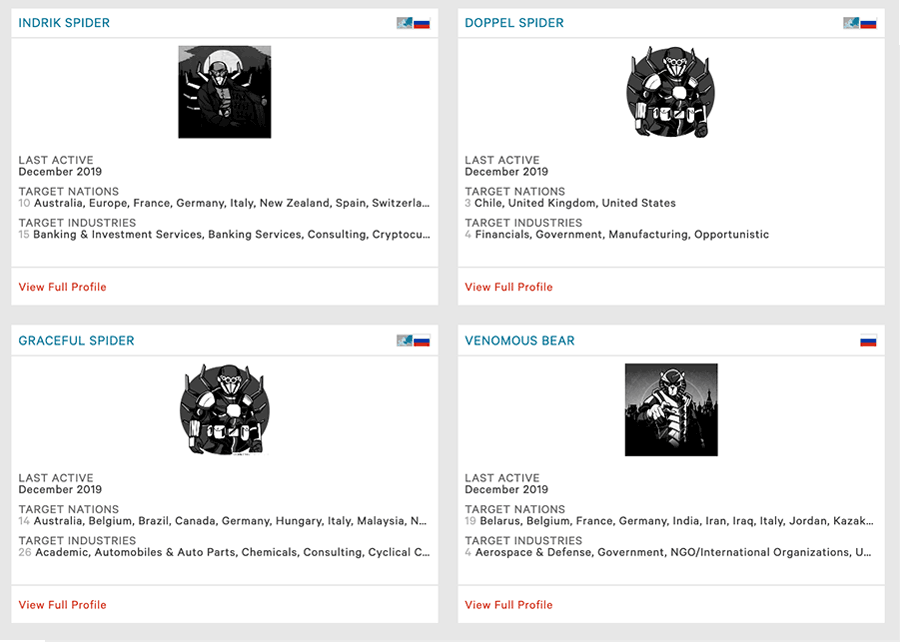 INDRIK SPIDER
LAST ACTIVE
December 2019
TARGET NATIONS
10 Australia, Europe, France, Germany, Italy, New Zealand, Spain, Switzerla...
TARGET INDUSTRIES
15 Banking & Investment Services, Banking Services, Consulting, Cryptocu...
View Full Profile
DOPPEL SPIDER
LAST ACTIVE
December 2019
TARGET NATIONS
3 Chile, United Kingdom, United States
TARGET INDUSTRIES
4 Financials, Government, Manufacturing, Opportunistic
View Full Profile
GRACEFUL SPIDER
LAST ACTIVE
December 2019
TARGET NATIONS
14 Australia, Belgium, Brazil, Canada, Germany, Hungary, Italy, Malaysia, N...
TARGET INDUSTRIES
26 Academic, Automobiles & Auto Parts, Chemicals, Consulting, Cyclical C...
View Full Profile
VENOMOUS BEAR
LAST ACTIVE
December 2019
TARGET NATIONS
19 Belarus, Belgium, France, Germany, India, Iran, Iraq, Italy, Jordan, Kazak...
TARGET INDUSTRIES
4 Aerospace & Defense, Government, NGO/International Organizations, U...
View Full Profile